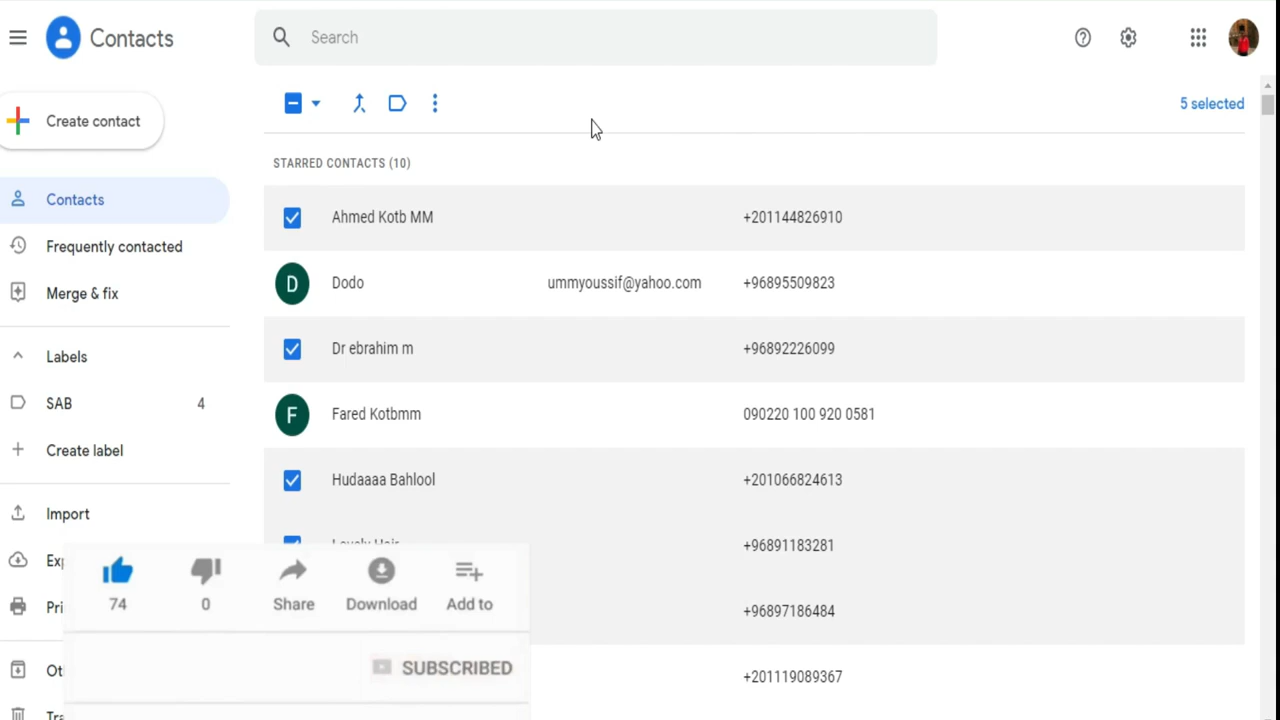 Contacts
Search
Create contact
5 selected
STARRED CONTACTS (10)
Contacts
Ahmed Kotb MM +201144826910
Frequently contacted
Dodo ummyoussif@yahoo.com +96895509823
Merge & fix
Dr ebrahim m +96892226099
Labels
SAB 4
Fared Kotbmm 090220 100 920 0581
Create label
Hudaaaa Bahlool +201066824613
Import
+96891183281
74
0
Share
Download
Add to
+96897186484
SUBSCRIBED
+201119089367
D
F